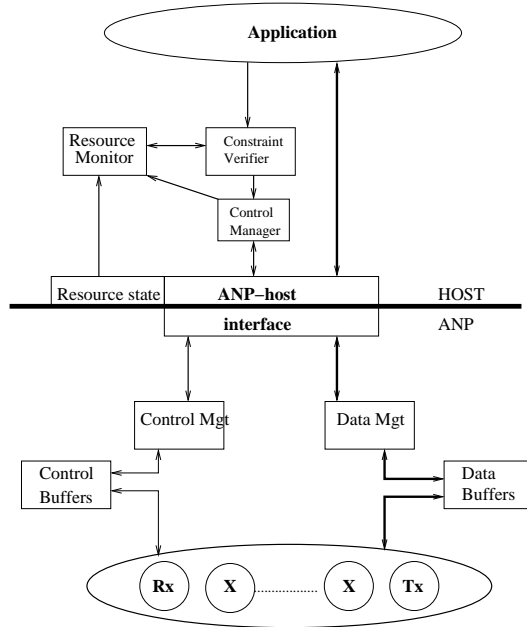 Application
Resource
Monitor
Constraint
Verifier
Control
Manager
Resource state
ANP-host
HOST
interface
ANP
Control Mgt
Data Mgt
Control
Buffers
Data
Buffers
Rx
X
....................
X
Tx